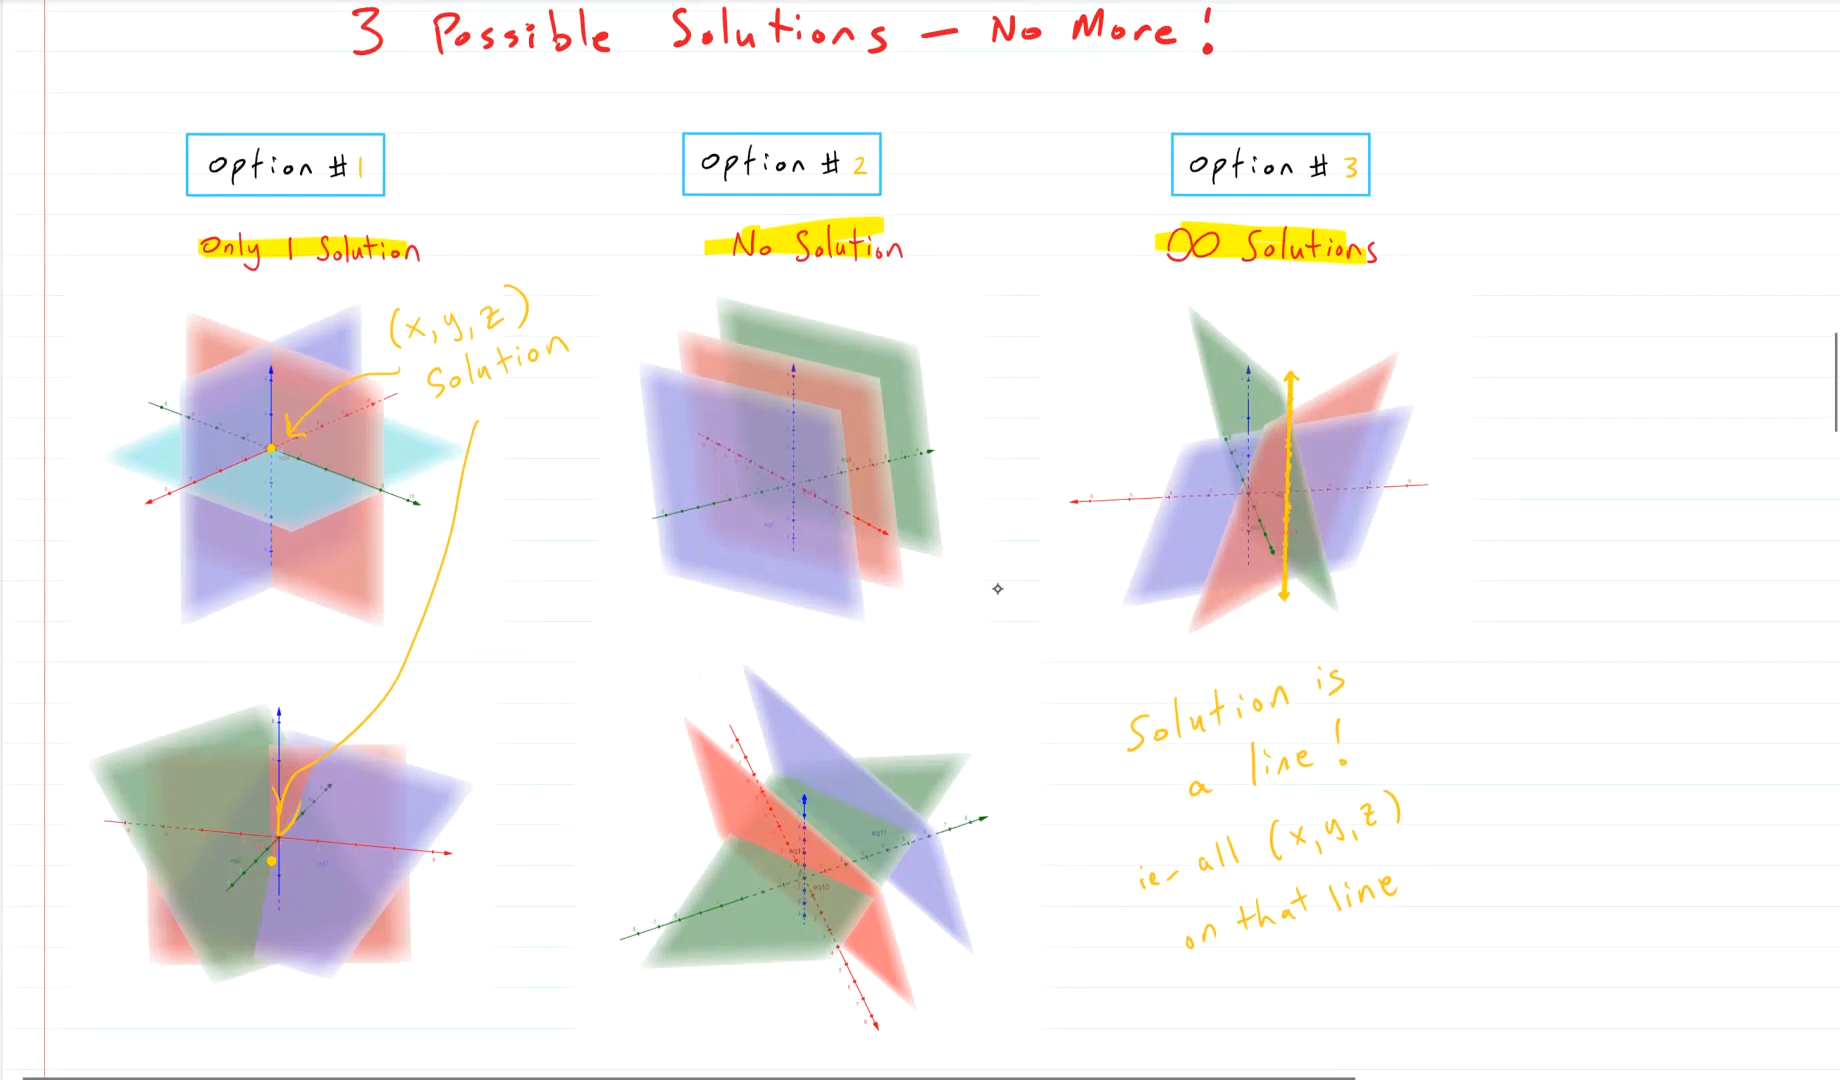 3 Possible Solutions – No More!
Option # 1
Option # 2
Option # 3
Only 1 Solution
No Solution
∞ Solutions
(x, y, z)
Solution
Solution is
a line!
ie- all (x, y, z)
on that line